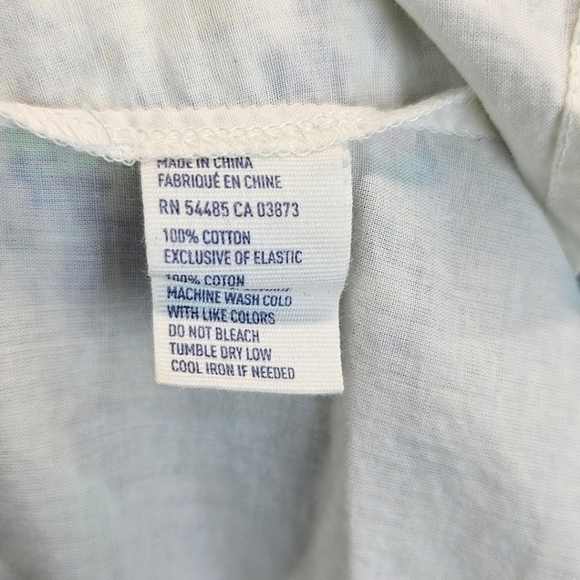 MADE IN CHINA
FABRIQUÉ EN CHINE
RN 54485 CA 03873
100% COTTON
EXCLUSIVE OF ELASTIC
100% COTON
MACHINE WASH COLD
WITH LIKE COLORS
DO NOT BLEACH
TUMBLE DRY LOW
COOL IRON IF NEEDED